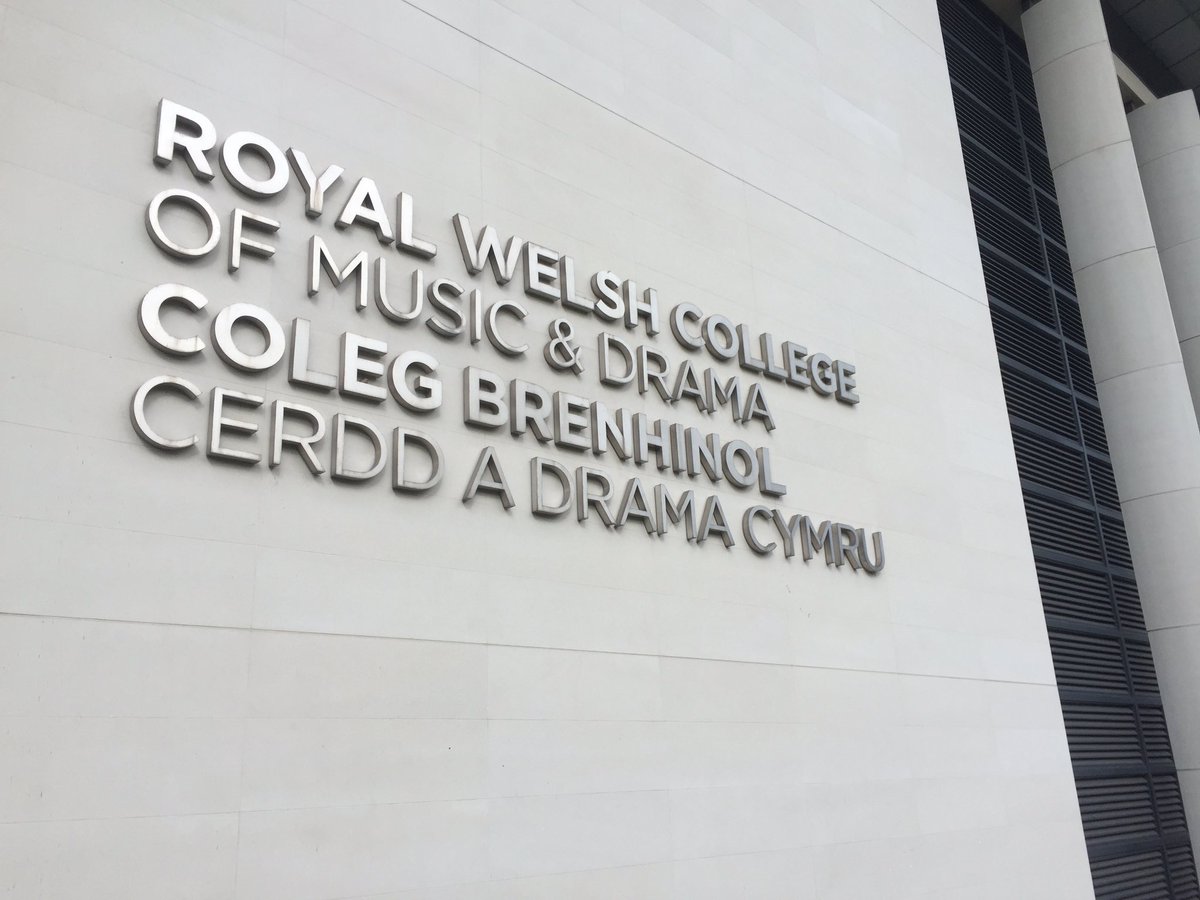 ROYAL WELSH COLLEGE
OF MUSIC & DRAMA
COLEG BRENHINOL
CERDD A DRAMA CYMRU